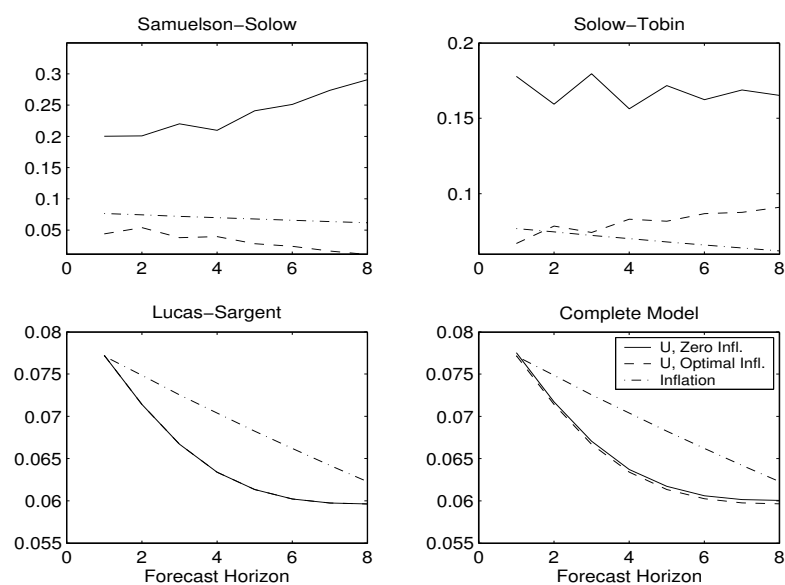 Samuelson−Solow
0.3
0.25
0.2
0.15
0.1
0.05
0 2 4 6 8
Solow−Tobin
0.2
0.15
0.1
0 2 4 6 8
Lucas−Sargent
0.08
0.075
0.07
0.065
0.06
0.055
0 2 4 6 8
Forecast Horizon
Complete Model
0.08
0.075
0.07
0.065
0.06
0.055
U, Zero Infl.
U, Optimal Infl.
Inflation
0 2 4 6 8
Forecast Horizon